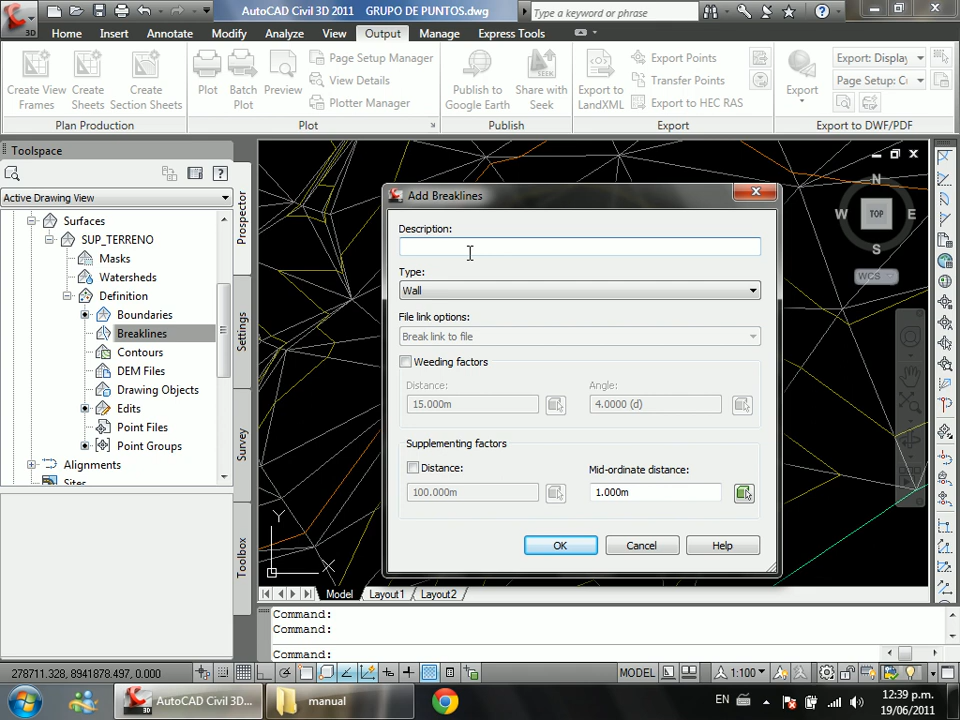 AutoCAD Civil 3D 2011 GRUPO DE PUNTOS.dwg
Type a keyword or phrase
3D
Home Insert Annotate Modify Analyze View Output Manage Express Tools
Create View Frames
Create Sheets
Create Section Sheets
Plan Production
Plot
Batch Plot
Preview
Page Setup Manager
View Details
Plotter Manager
Plot
Publish to Google Earth
Share with Seek
Publish
SEEK
Export to LandXML
Export Points
Transfer Points
Export to HEC RAS
Export
Export
Export: Display
Page Setup: C
Export to DWF/PDF
Toolspace
Active Drawing View
Surfaces
SUP_TERRENO
Masks
Watersheds
Definition
Boundaries
Breaklines
Contours
DEM Files
Drawing Objects
Edits
Point Files
Point Groups
Alignments
Sites
Prospector
Settings
Survey
Toolbox
Add Breaklines
Description:
Type:
Wall
File link options:
Break link to file
Weeding factors
Distance: Angle:
15.000m 4.0000 (d)
Supplementing factors
Distance: Mid-ordinate distance:
100.000m 1.000m
OK Cancel Help
N
W TOP E
S
WCS
Y
X
Model Layout1 Layout2
Command:
Command:
Command:
278711.328, 8941878.497, 0.000 MODEL 1:100
AutoCAD Civil 3D... manual EN 12:39 p.m.
19/06/2011